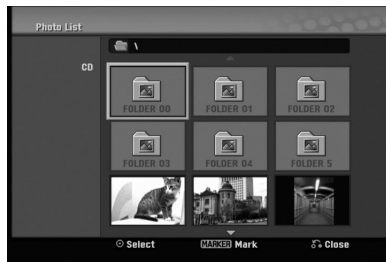 Photo List
\
CD
FOLDER 00 FOLDER 01 FOLDER 02
FOLDER 03 FOLDER 04 FOLDER 5
Select MARKER Mark Close